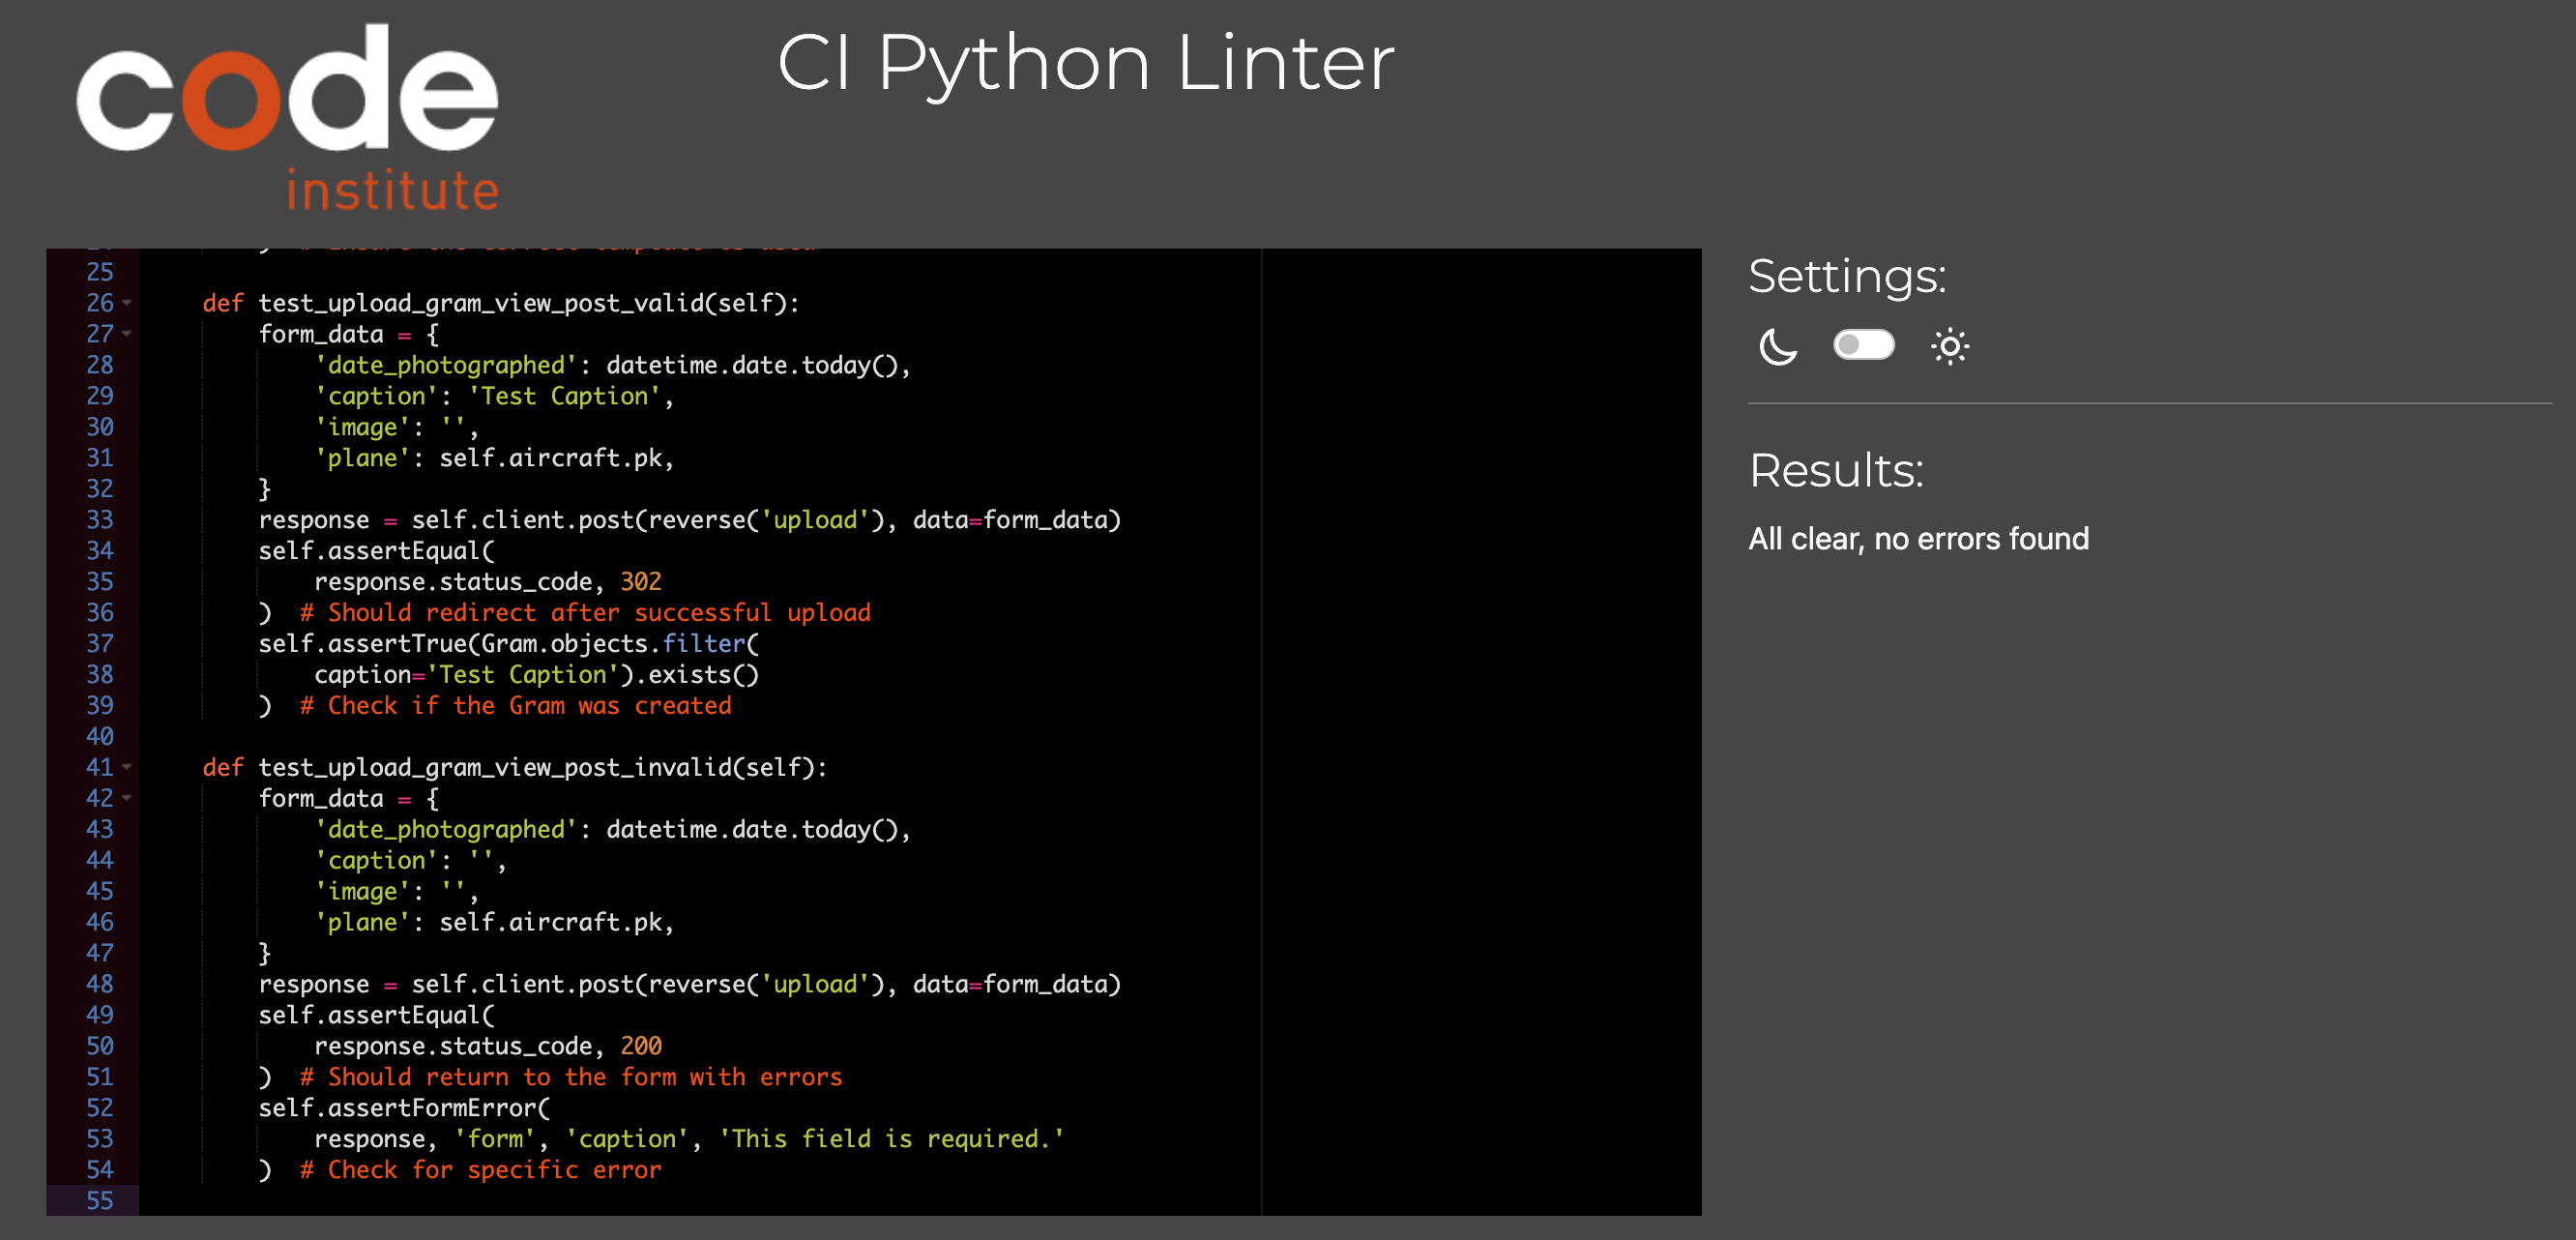 code
institute
CI Python Linter
25
26 def test_upload_gram_view_post_valid(self):
27 form_data = {
28 'date_photographed': datetime.date.today(),
29 'caption': 'Test Caption',
30 'image': '',
31 'plane': self.aircraft.pk,
32 }
33 response = self.client.post(reverse('upload'), data=form_data)
34 self.assertEqual(
35 response.status_code, 302
36 ) # Should redirect after successful upload
37 self.assertTrue(Gram.objects.filter(
38 caption='Test Caption').exists()
39 ) # Check if the Gram was created
40
41 def test_upload_gram_view_post_invalid(self):
42 form_data = {
43 'date_photographed': datetime.date.today(),
44 'caption': '',
45 'image': '',
46 'plane': self.aircraft.pk,
47 }
48 response = self.client.post(reverse('upload'), data=form_data)
49 self.assertEqual(
50 response.status_code, 200
51 ) # Should return to the form with errors
52 self.assertFormError(
53 response, 'form', 'caption', 'This field is required.'
54 ) # Check for specific error
55
Settings:
Results:
All clear, no errors found